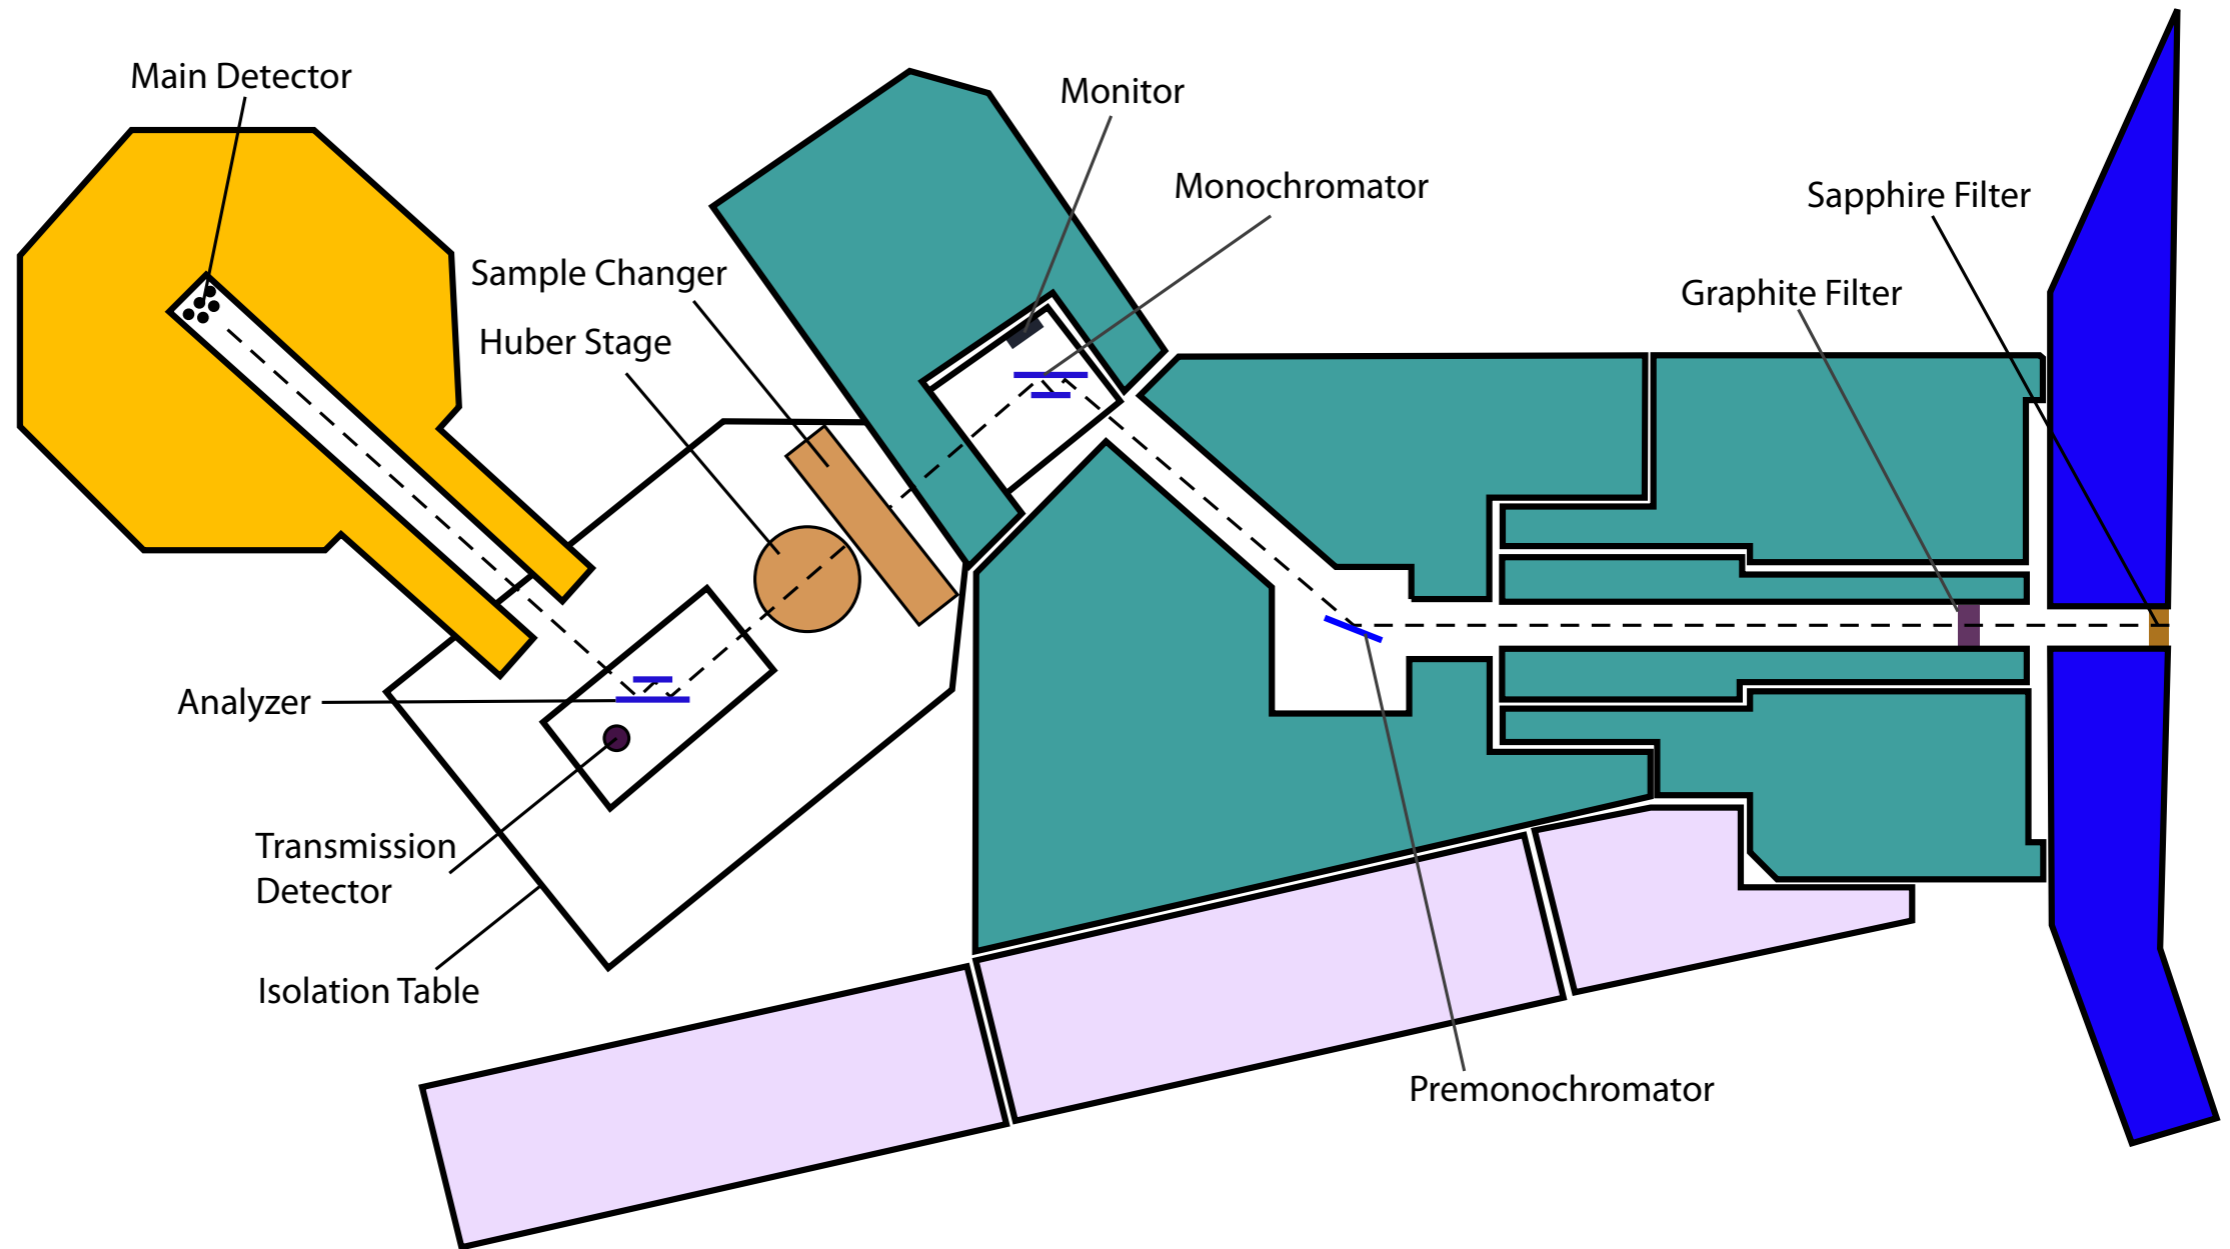 Main Detector
Monitor
Monochromator
Sapphire Filter
Sample Changer
Graphite Filter
Huber Stage
Analyzer
Transmission
Detector
Isolation Table
Premonochromator